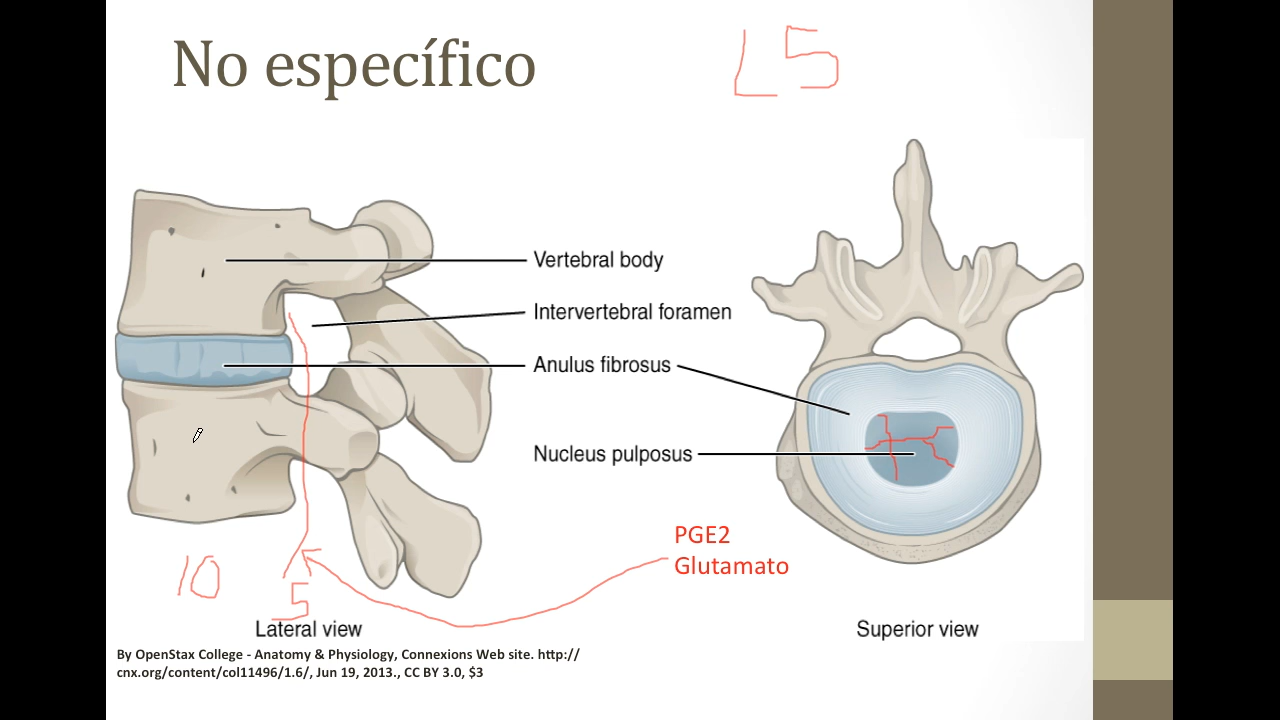 No específico
L5
Vertebral body
Intervertebral foramen
Anulus fibrosus
Nucleus pulposus
PGE2
Glutamato
10
5
Lateral view
Superior view
By OpenStax College - Anatomy & Physiology, Connexions Web site. http://
cnx.org/content/col11496/1.6/, Jun 19, 2013., CC BY 3.0, $3